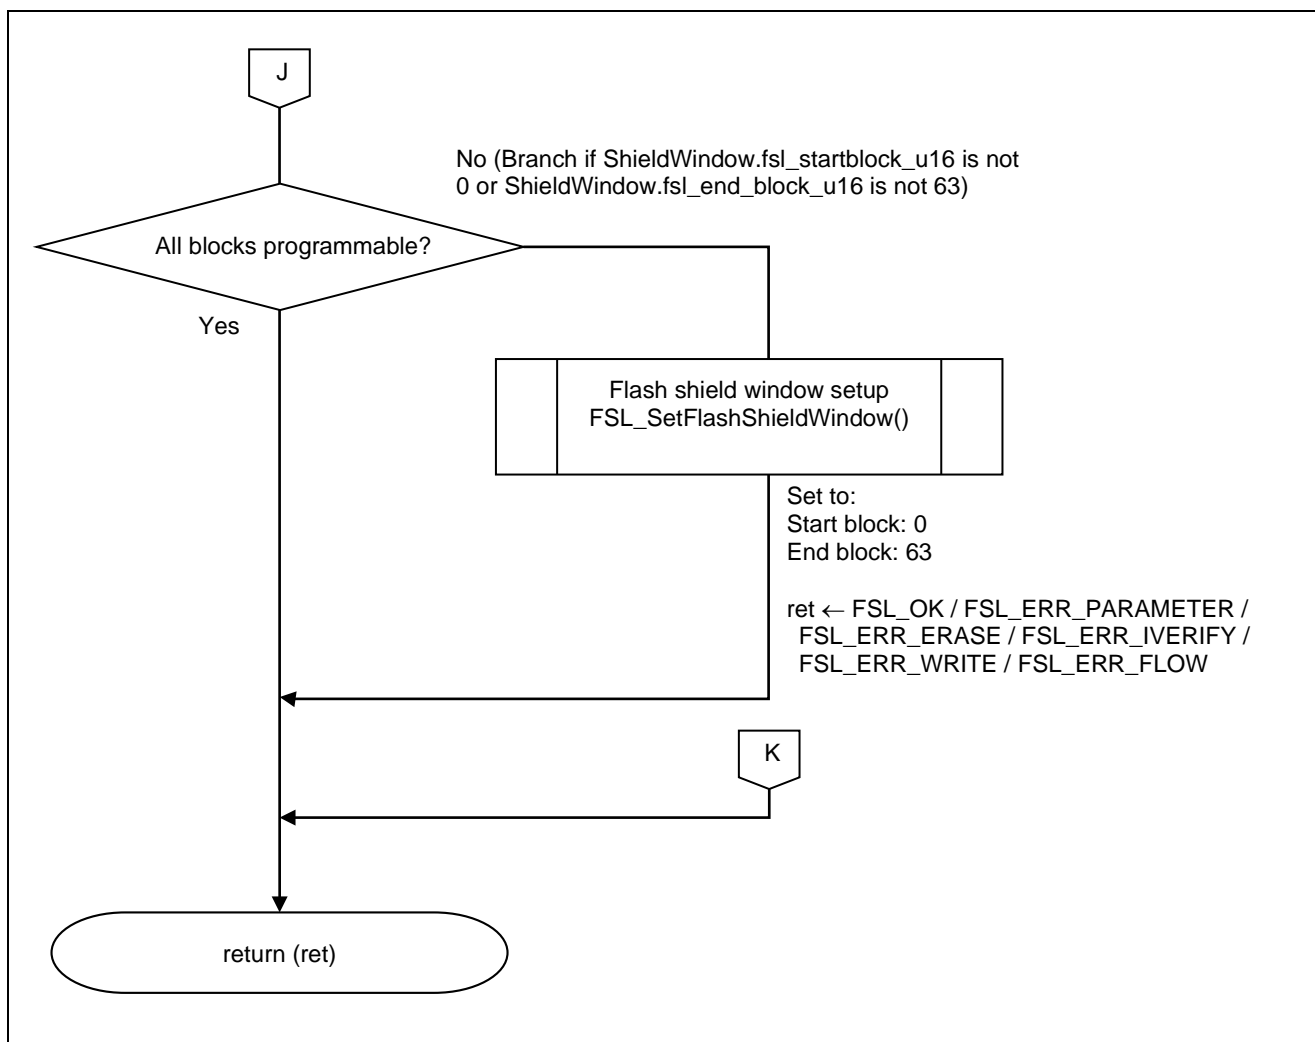 J
No (Branch if ShieldWindow.fsl_startblock_u16 is not
0 or ShieldWindow.fsl_end_block_u16 is not 63)
All blocks programmable?
Yes
Flash shield window setup
FSL_SetFlashShieldWindow()
Set to:
Start block: 0
End block: 63
ret ← FSL_OK / FSL_ERR_PARAMETER /
FSL_ERR_ERASE / FSL_ERR_IVERIFY /
FSL_ERR_WRITE / FSL_ERR_FLOW
K
return (ret)